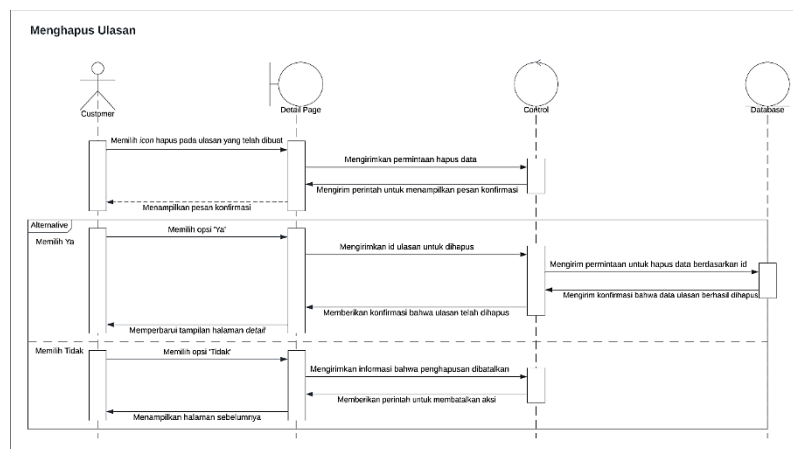 Menghapus Ulasan
Customer
Detail Page
Control
Database
Memilih icon hapus pada ulasan yang telah dibuat
Mengirimkan permintaan hapus data
Mengirim perintah untuk menampilkan pesan konfirmasi
Menampilkan pesan konfirmasi
Alternative
Memilih Ya
Memilih opsi 'Ya'
Mengirimkan id ulasan untuk dihapus
Mengirim permintaan untuk hapus data berdasarkan id
Mengirim konfirmasi bahwa data ulasan berhasil dihapus
Memberikan konfirmasi bahwa ulasan telah dihapus
Memperbarui tampilan halaman detail
Memilih Tidak
Memilih opsi 'Tidak'
Mengirimkan informasi bahwa penghapusan dibatalkan
Memberikan perintah untuk membatalkan aksi
Menampilkan halaman sebelumnya